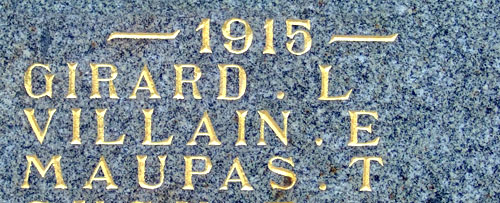 — 1915 —
GIRARD . L
VILLAIN . E
MAUPAS . T